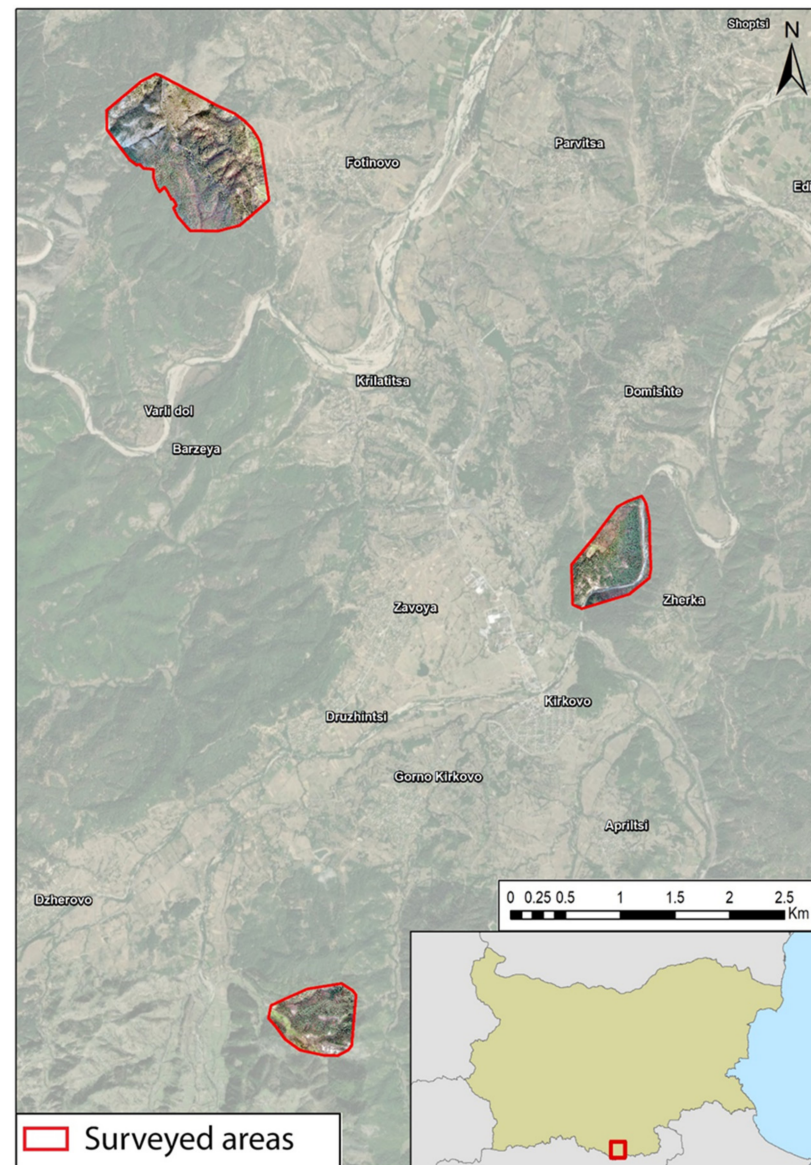 Shoptsi
N
Parvitsa
Fotinovo
Edi
Krilatitsa
Domishte
Varli dol
Barzeya
Zherka
Zavoya
Kirkovo
Druzhintsi
Gorno Kirkovo
Apriltsi
Dzherovo
0 0.25 0.5 1 1.5 2 2.5
Km
Surveyed areas